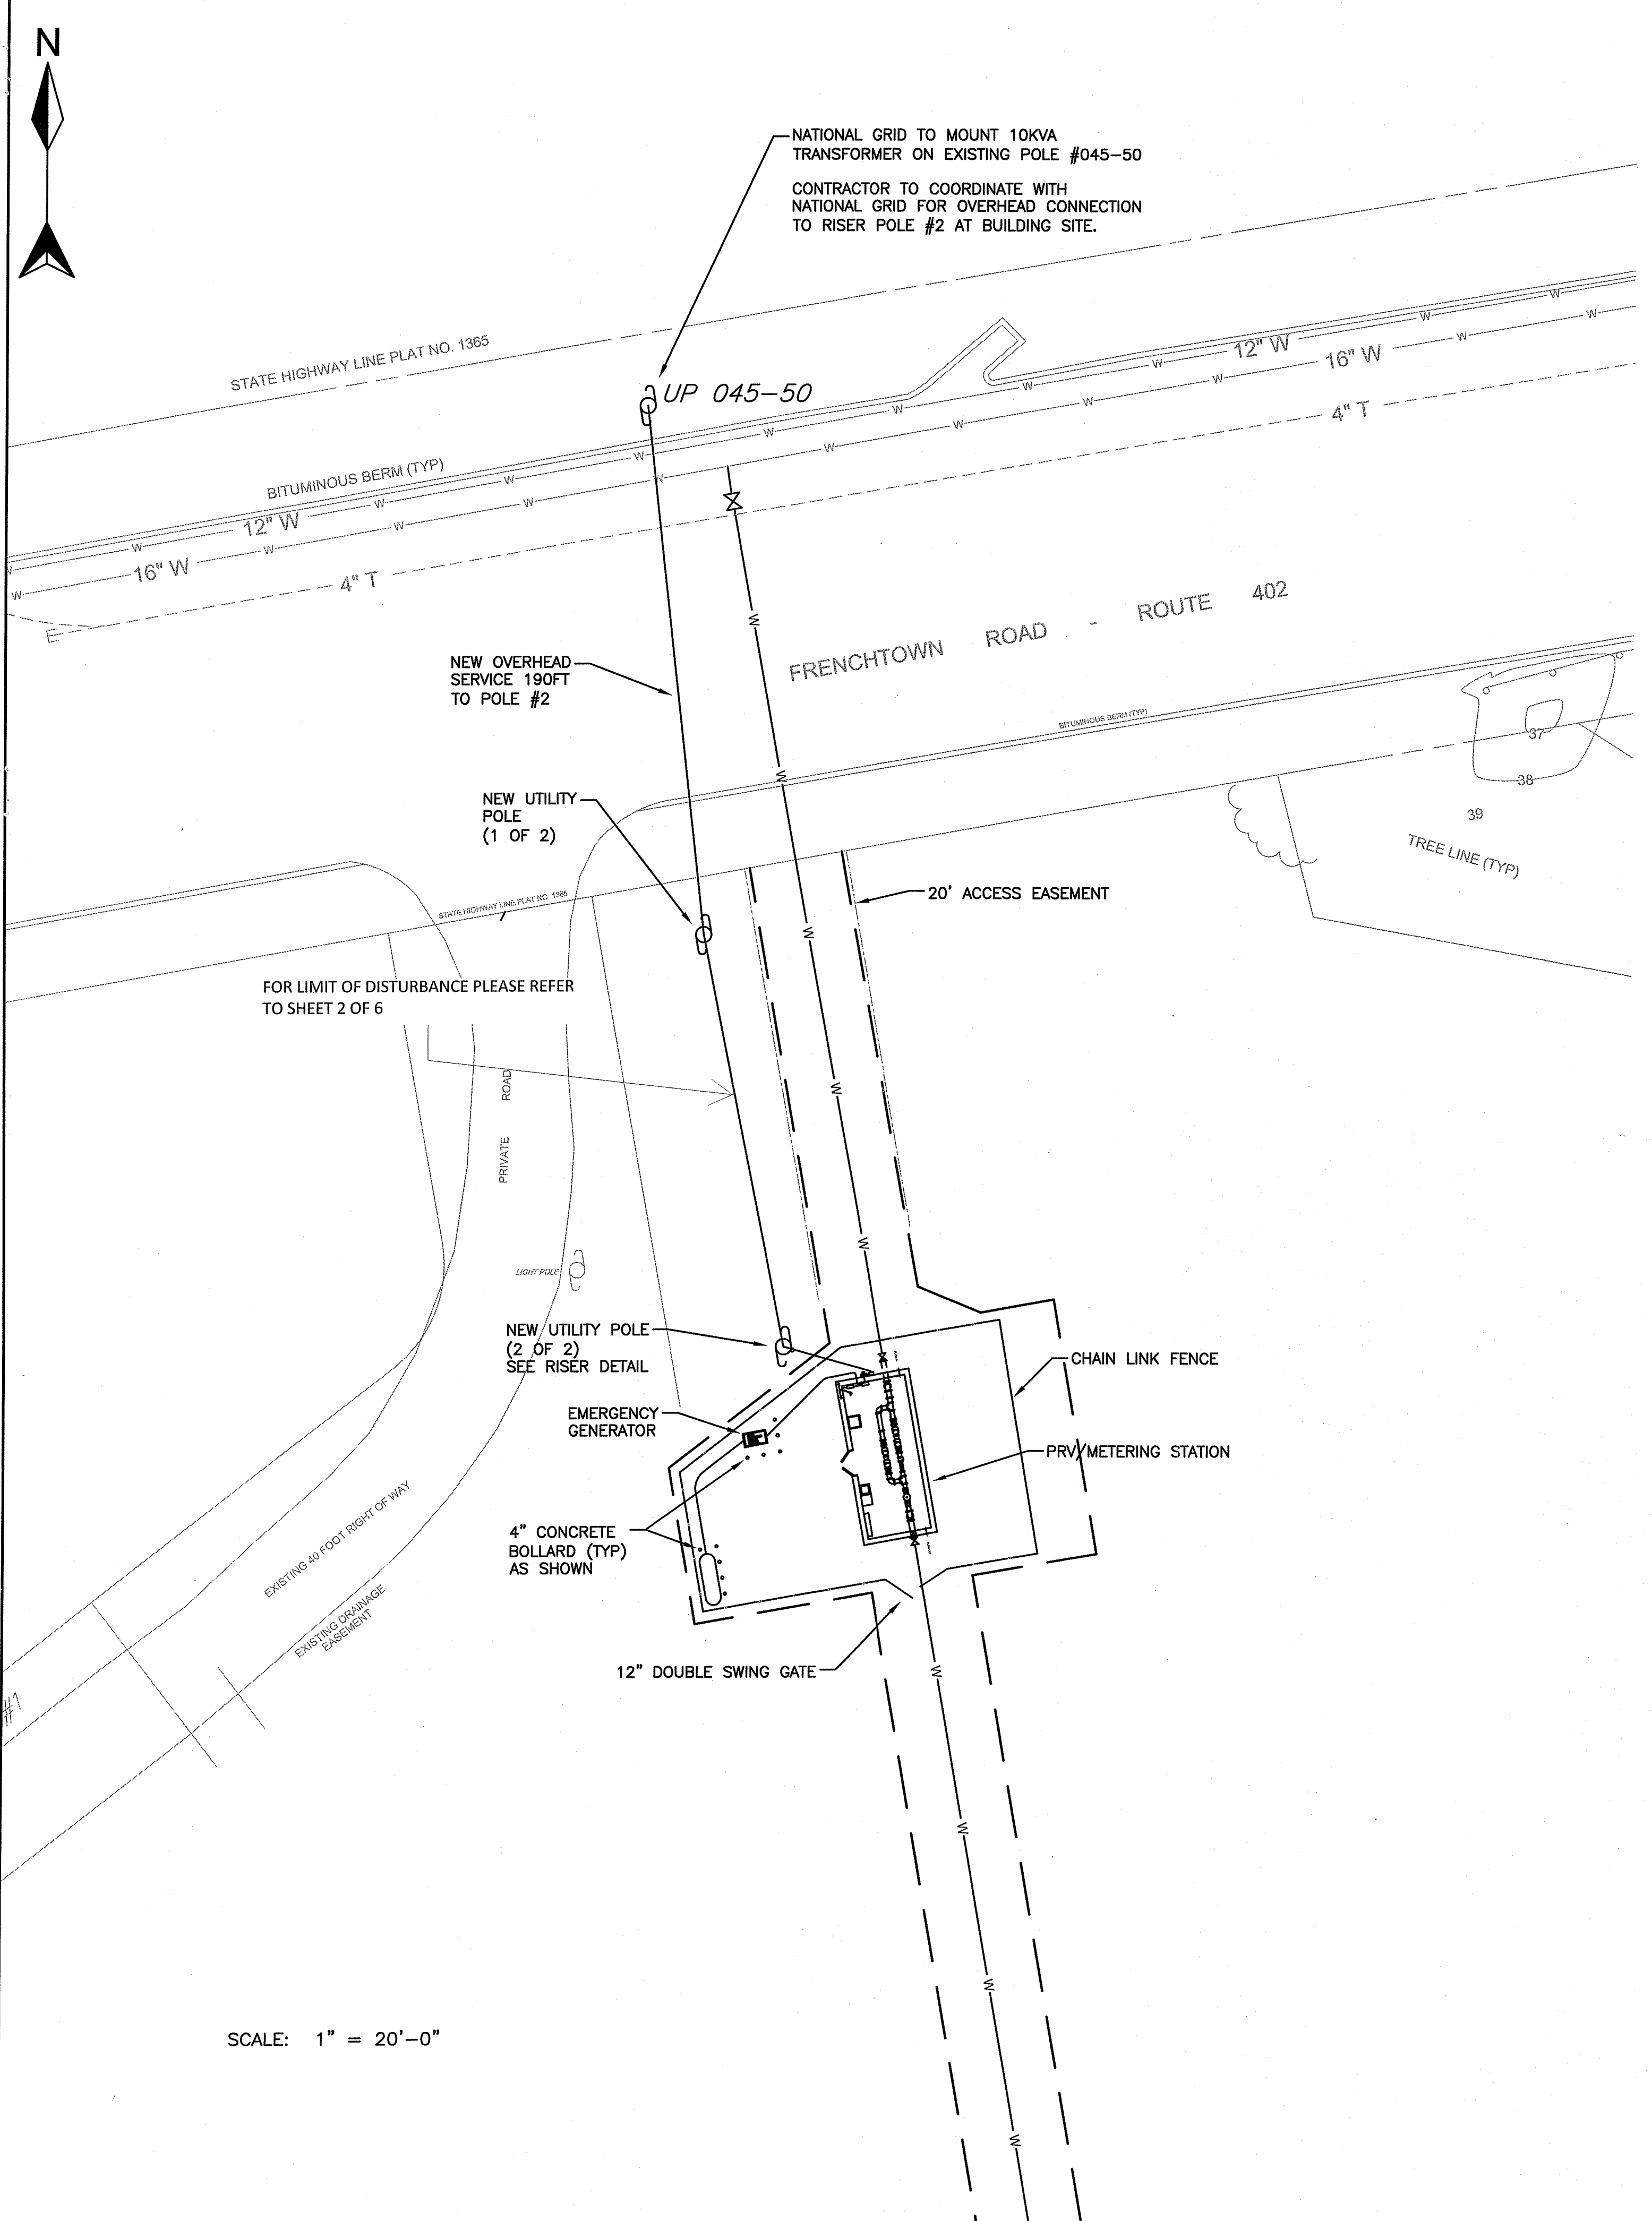 N
NATIONAL GRID TO MOUNT 10KVA
TRANSFORMER ON EXISTING POLE #045-50
CONTRACTOR TO COORDINATE WITH
NATIONAL GRID FOR OVERHEAD CONNECTION
TO RISER POLE #2 AT BUILDING SITE.
STATE HIGHWAY LINE PLAT NO. 1365
UP 045-50
12" W
16" W
4" T
BITUMINOUS BERM (TYP)
12" W
16" W
4" T
E
W W W W W W W W W W W
W W W W W W W W W W W W W
FRENCHTOWN ROAD - ROUTE 402
NEW OVERHEAD
SERVICE 190FT
TO POLE #2
BITUMINOUS BERM (TYP)
37
38
39
TREE LINE (TYP)
NEW UTILITY
POLE
(1 OF 2)
20' ACCESS EASEMENT
STATE HIGHWAY LINE PLAT NO 1365
FOR LIMIT OF DISTURBANCE PLEASE REFER
TO SHEET 2 OF 6
PRIVATE ROAD
W
W
W
W
W
LIGHT POLE
NEW UTILITY POLE
(2 OF 2)
SEE RISER DETAIL
CHAIN LINK FENCE
EMERGENCY
GENERATOR
PRV/METERING STATION
4" CONCRETE
BOLLARD (TYP)
AS SHOWN
EXISTING 40 FOOT RIGHT OF WAY
EXISTING DRAINAGE
EASEMENT
12" DOUBLE SWING GATE
#1
W
W
W
W
SCALE: 1" = 20'-0"